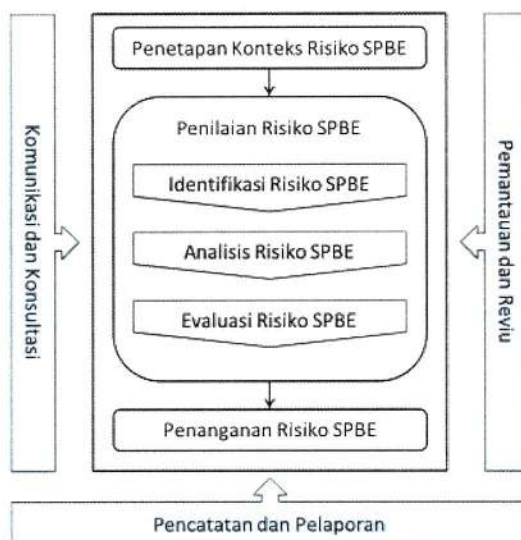 Penetapan Konteks Risiko SPBE
Penilaian Risiko SPBE
Identifikasi Risiko SPBE
Analisis Risiko SPBE
Evaluasi Risiko SPBE
Penanganan Risiko SPBE
Komunikasi dan Konsultasi
Pemantauan dan Reviu
Pencatatan dan Pelaporan